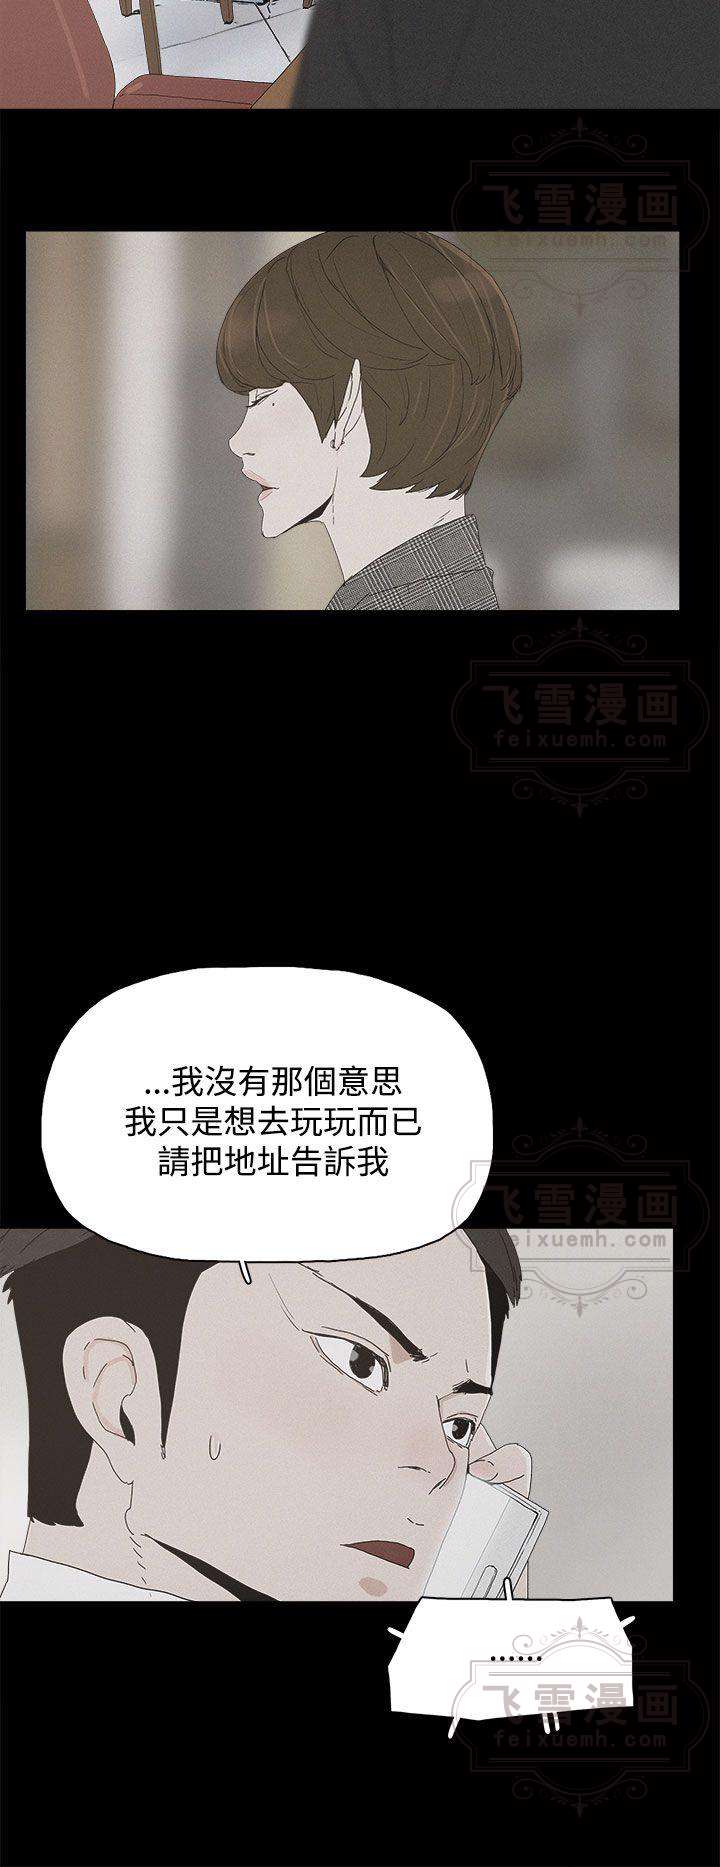 飞雪漫画
feixuemh.com
飞雪漫画
feixuemh.com
...我沒有那個意思
我只是想去玩玩而已
請把地址告訴我
飞雪漫画
feixuemh.com
......
飞雪漫画
feixuemh.com